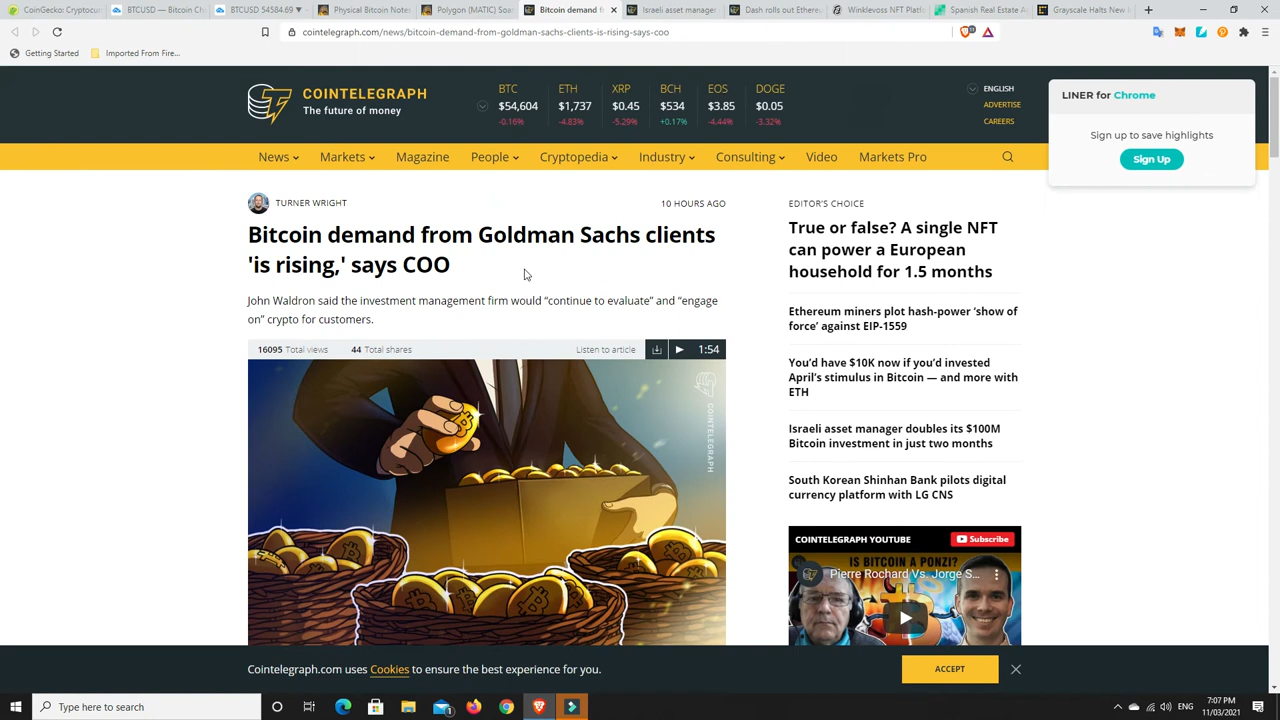 CoinGecko: Cryptocurr
BTCUSD — Bitcoin Ch
BTCUSD 54584.69 ▼
Physical Bitcoin Notes
Polygon (MATIC) Soar
Bitcoin demand f
Israeli asset manager
Dash rolls out Ethere
Winklevoss NFT Platf
Spanish Real Estate A
Grayscale Halts New I
cointelegraph.com/news/bitcoin-demand-from-goldman-sachs-clients-is-rising-says-coo
Getting Started
Imported From Fire...
COINTELEGRAPH
The future of money
BTC ETH XRP BCH EOS DOGE
$54,604 $1,737 $0.45 $534 $3.85 $0.05
-0.16% -4.83% -5.29% +0.17% -4.44% -3.32%
ENGLISH
ADVERTISE
CAREERS
LINER for Chrome
Sign up to save highlights
Sign Up
News Markets Magazine People Cryptopedia Industry Consulting Video Markets Pro
TURNER WRIGHT
10 HOURS AGO
Bitcoin demand from Goldman Sachs clients
'is rising,' says COO
John Waldron said the investment management firm would “continue to evaluate” and “engage
on” crypto for customers.
16095 Total views 44 Total shares Listen to article 1:54
COINTELEGRAPH
EDITOR'S CHOICE
True or false? A single NFT
can power a European
household for 1.5 months
Ethereum miners plot hash-power ‘show of
force’ against EIP-1559
You’d have $10K now if you’d invested
April’s stimulus in Bitcoin — and more with
ETH
Israeli asset manager doubles its $100M
Bitcoin investment in just two months
South Korean Shinhan Bank pilots digital
currency platform with LG CNS
COINTELEGRAPH YOUTUBE
Subscribe
IS BITCOIN A PONZI?
Pierre Rochard Vs. Jorge S...
Cointelegraph.com uses Cookies to ensure the best experience for you.
ACCEPT
Type here to search
ENG
7:07 PM
11/03/2021